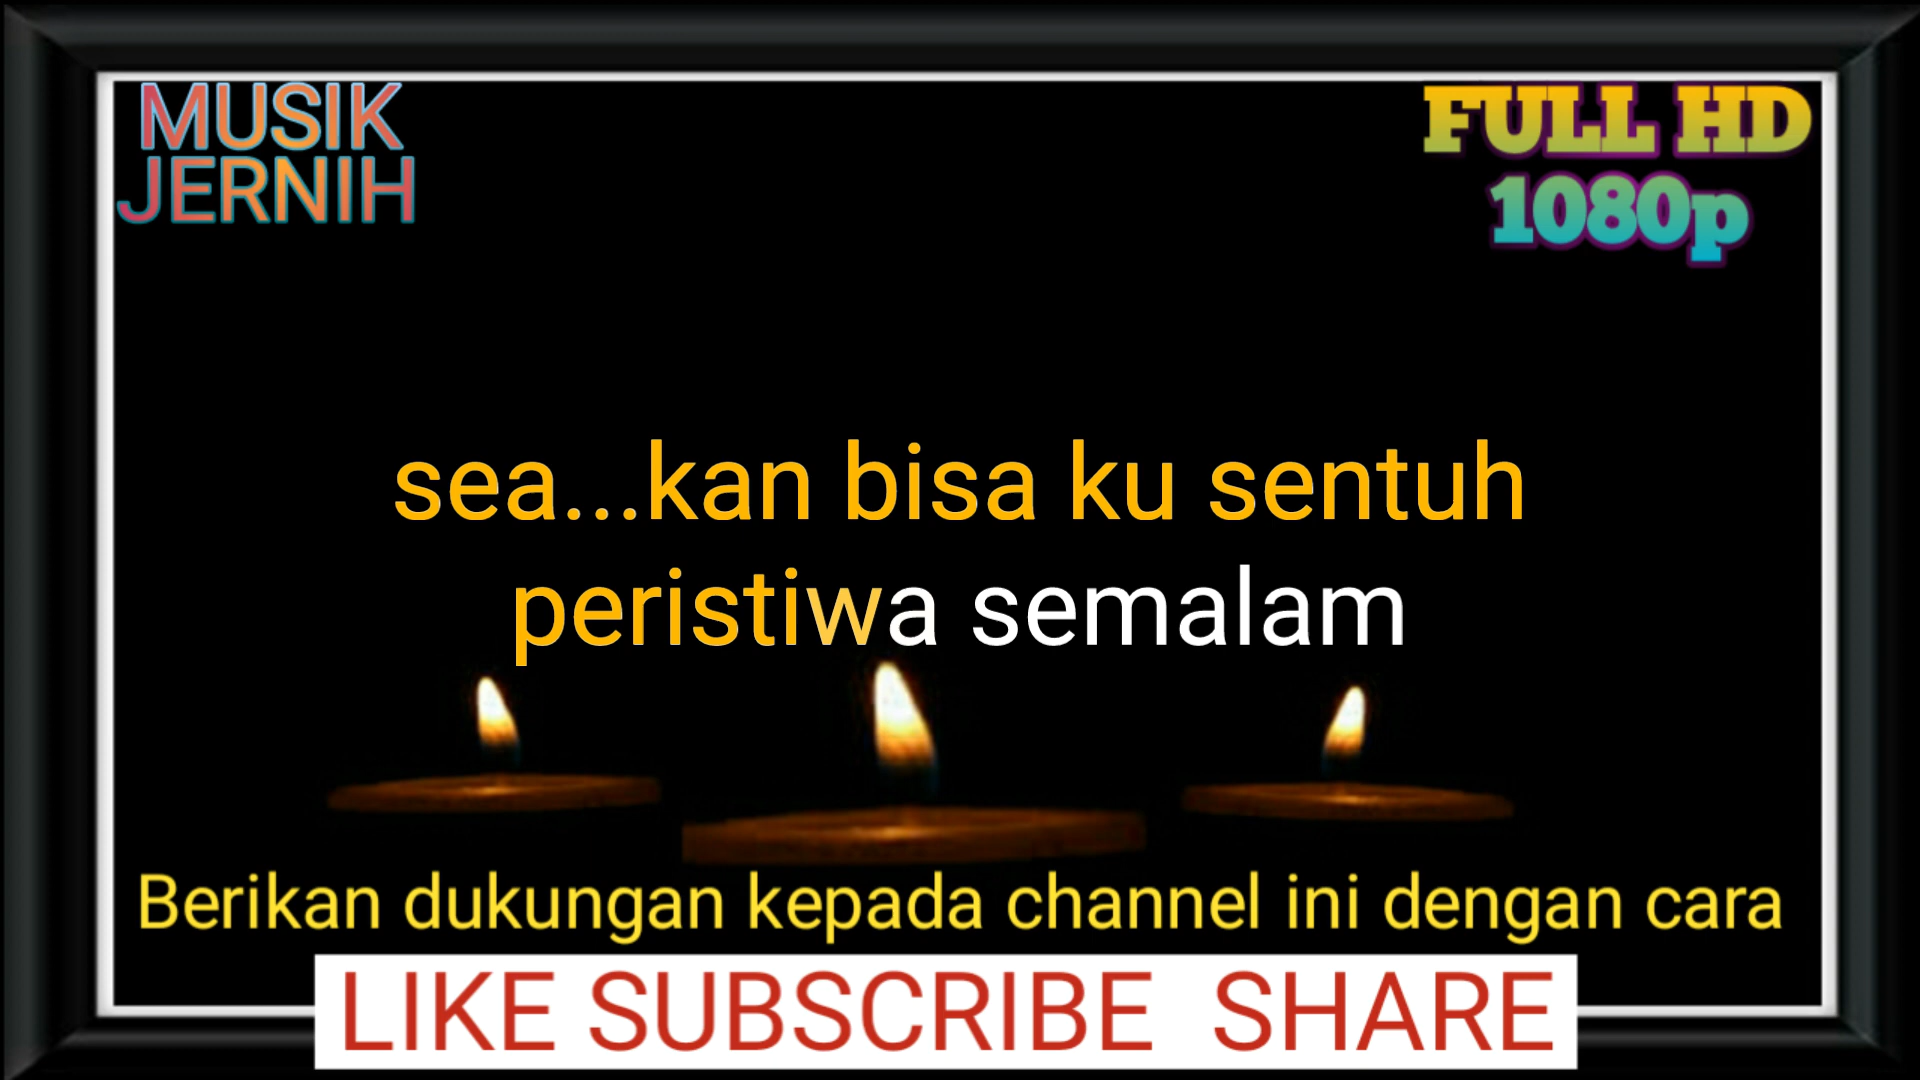 MUSIK
JERNIH
FULL HD
1080p
sea...kan bisa ku sentuh
peristiwa semalam
Berikan dukungan kepada channel ini dengan cara
LIKE SUBSCRIBE SHARE